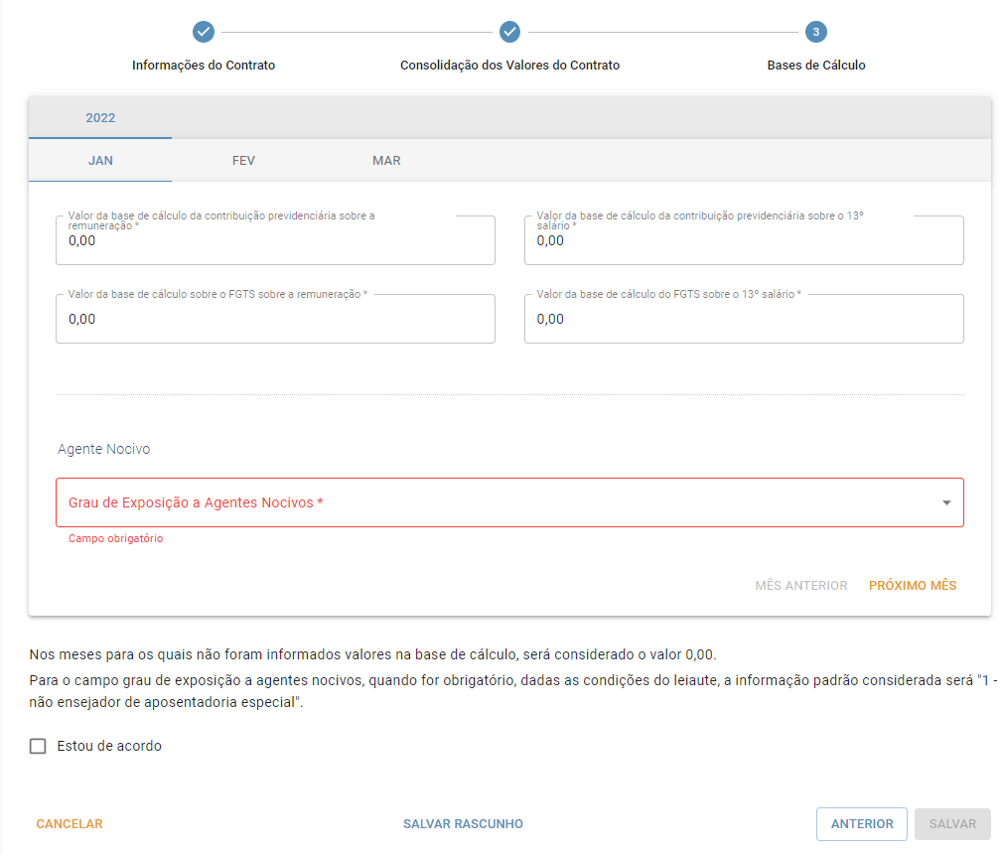 3
Informações do Contrato
Consolidação dos Valores do Contrato
Bases de Cálculo
2022
JAN
FEV
MAR
Valor da base de cálculo da contribuição previdenciária sobre a
remuneração *
0,00
Valor da base de cálculo da contribuição previdenciária sobre o 13º
salário *
0,00
Valor da base de cálculo sobre o FGTS sobre a remuneração *
0,00
Valor da base de cálculo do FGTS sobre o 13º salário *
0,00
Agente Nocivo
Grau de Exposição a Agentes Nocivos *
Campo obrigatório
MÊS ANTERIOR
PRÓXIMO MÊS
Nos meses para os quais não foram informados valores na base de cálculo, será considerado o valor 0,00.
Para o campo grau de exposição a agentes nocivos, quando for obrigatório, dadas as condições do leiaute, a informação padrão considerada será "1 -
não ensejador de aposentadoria especial".
Estou de acordo
CANCELAR
SALVAR RASCUNHO
ANTERIOR
SALVAR